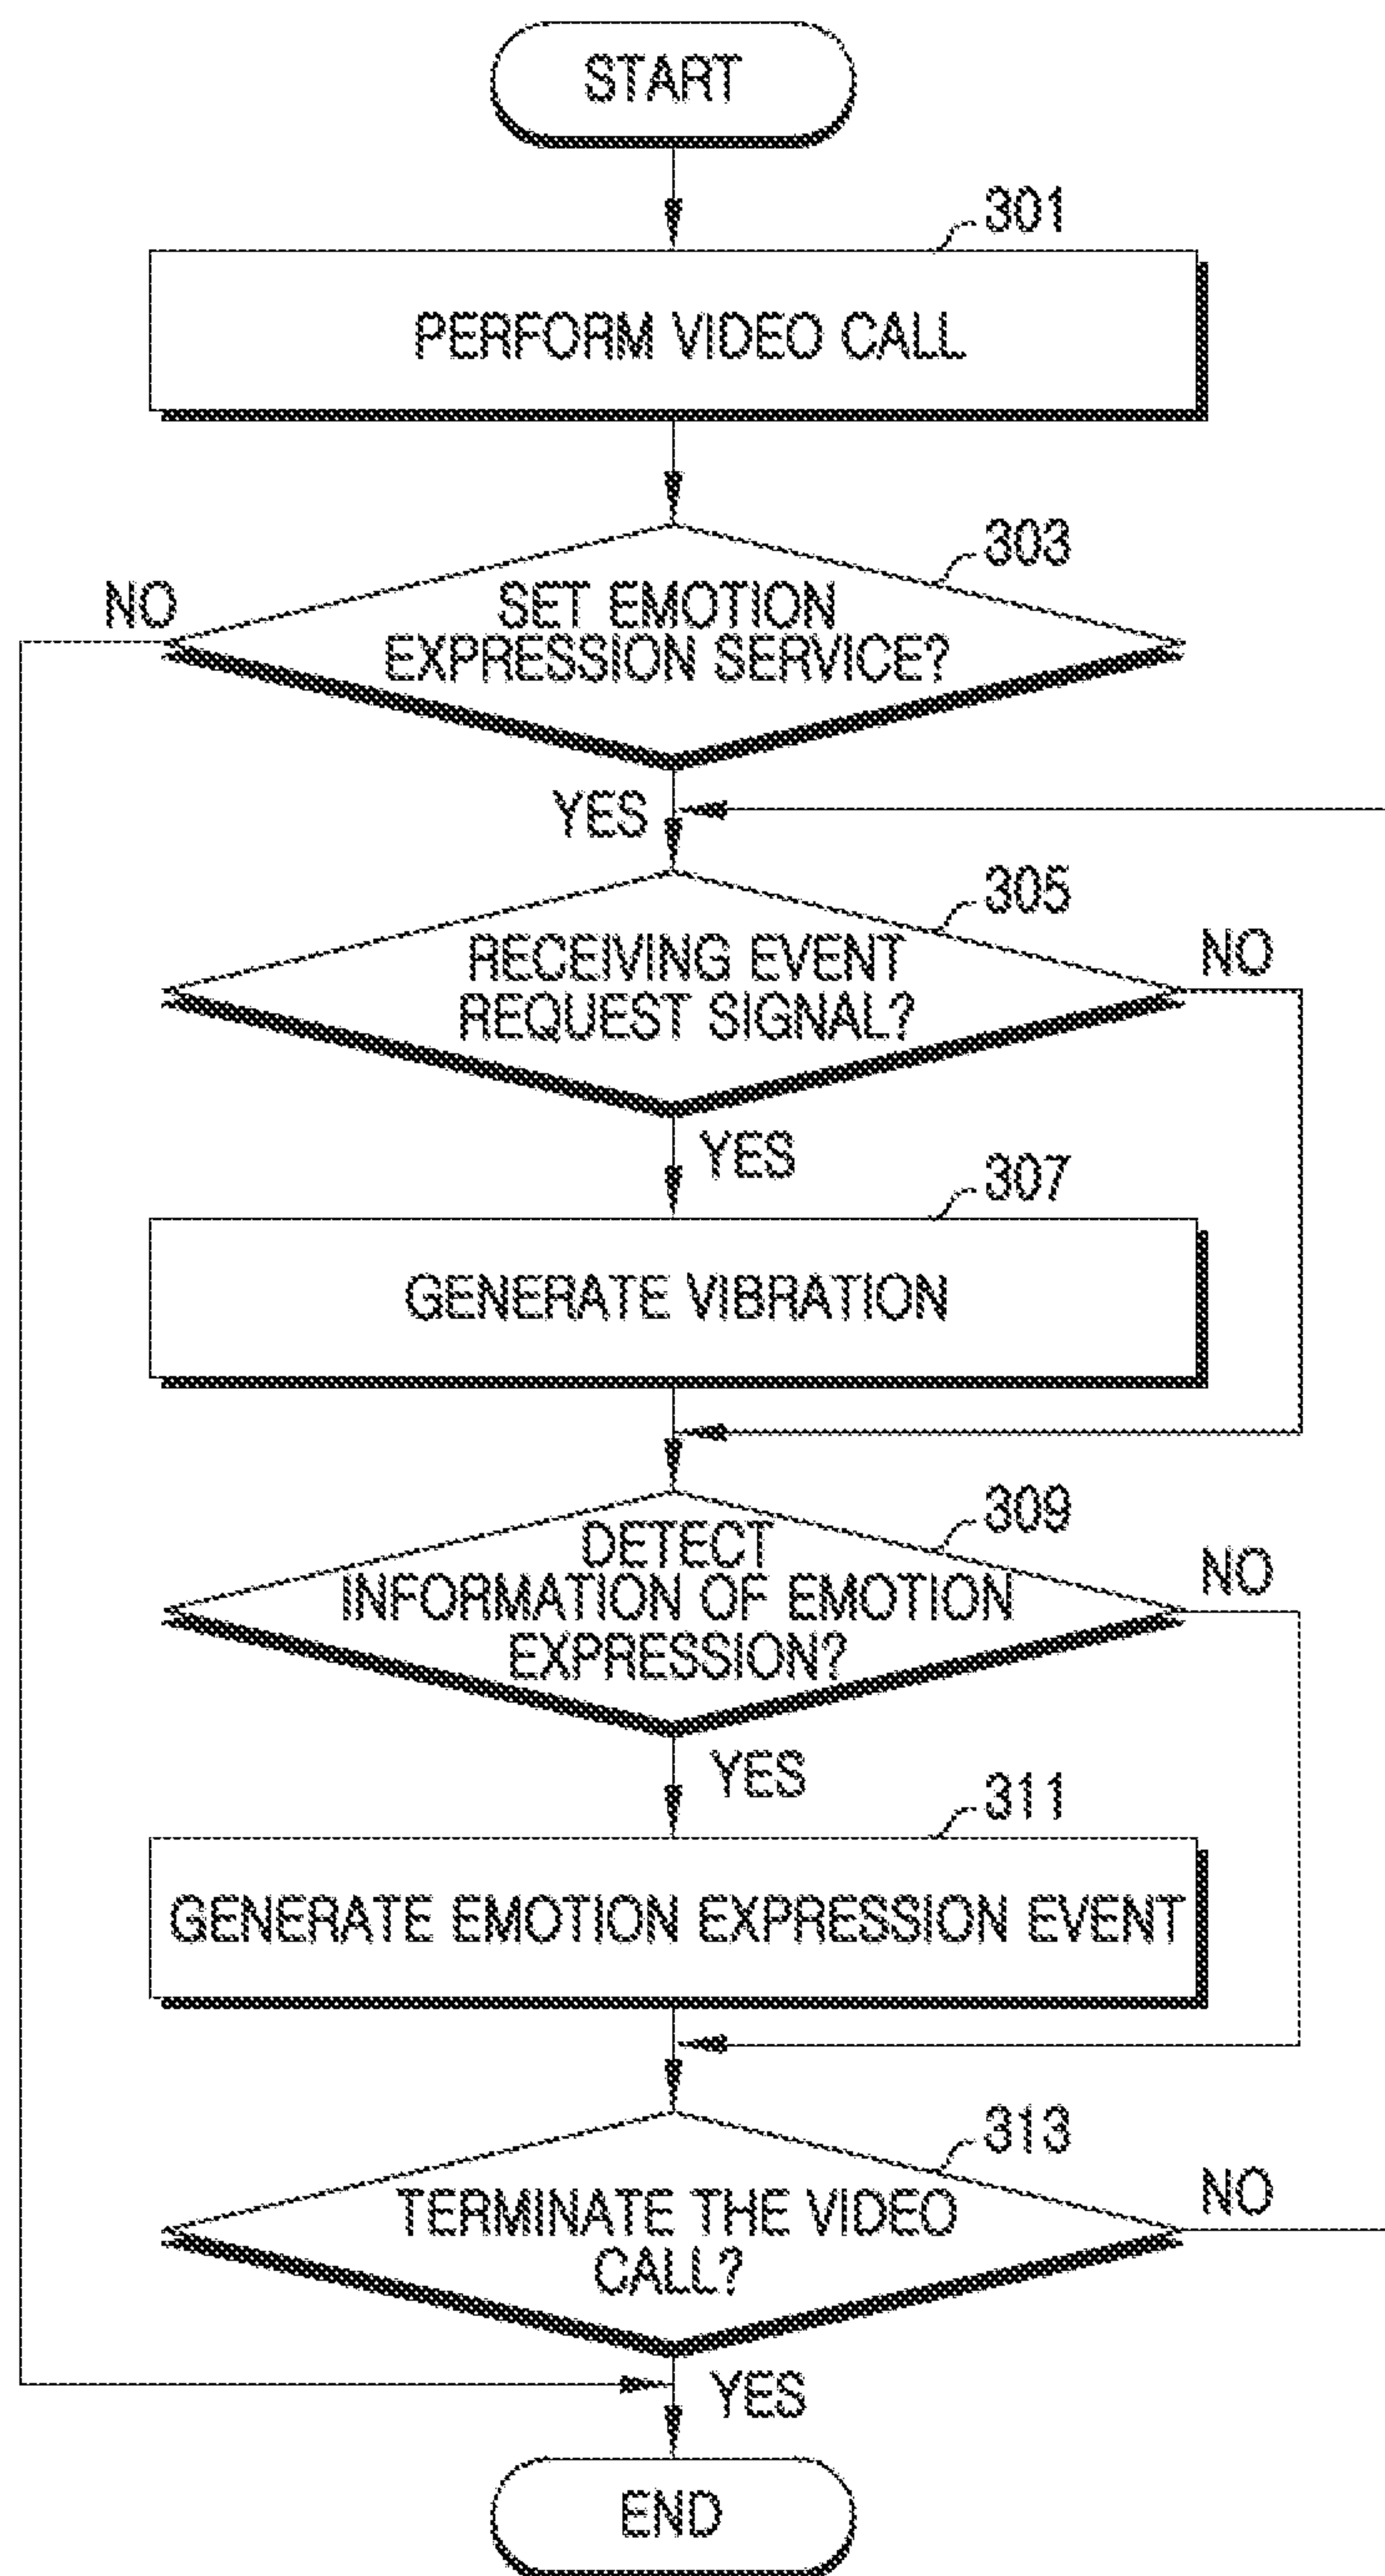 START
301
PERFORM VIDEO CALL
303
NO
SET EMOTION
EXPRESSION SERVICE?
YES
305
RECEIVING EVENT
REQUEST SIGNAL?
NO
YES
307
GENERATE VIBRATION
309
DETECT
INFORMATION OF EMOTION
EXPRESSION?
NO
YES
311
GENERATE EMOTION EXPRESSION EVENT
313
TERMINATE THE VIDEO
CALL?
NO
YES
END